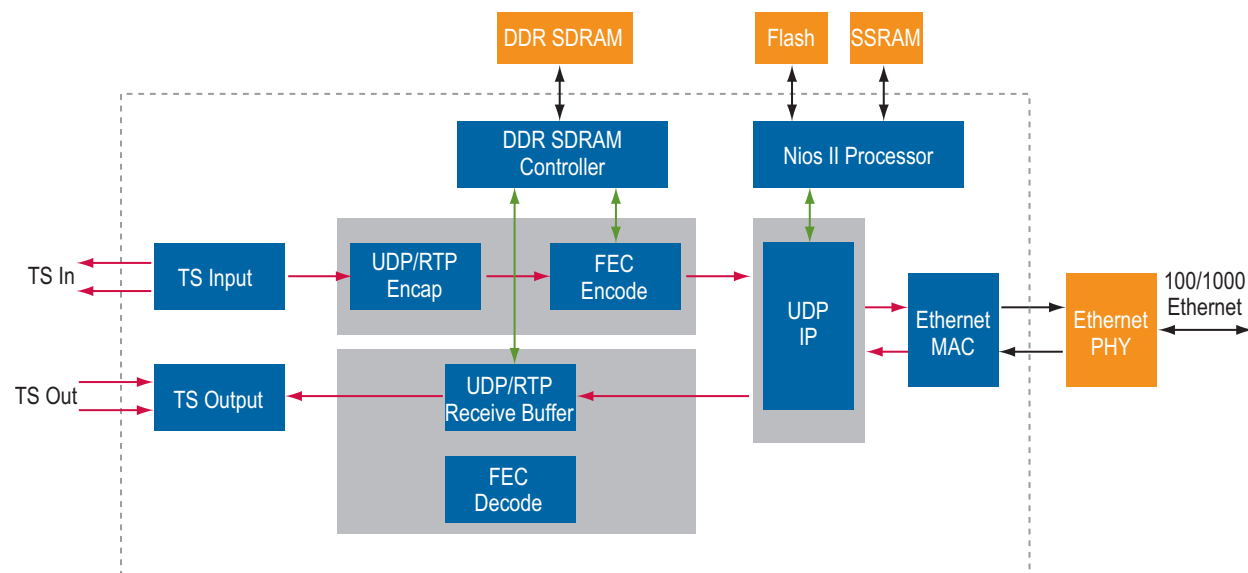 DDR SDRAM
Flash
SSRAM
DDR SDRAM
Controller
Nios II Processor
TS In
TS Input
UDP/RTP
Encap
FEC
Encode
UDP
IP
Ethernet
MAC
Ethernet
PHY
100/1000
Ethernet
TS Out
TS Output
UDP/RTP
Receive Buffer
FEC
Decode